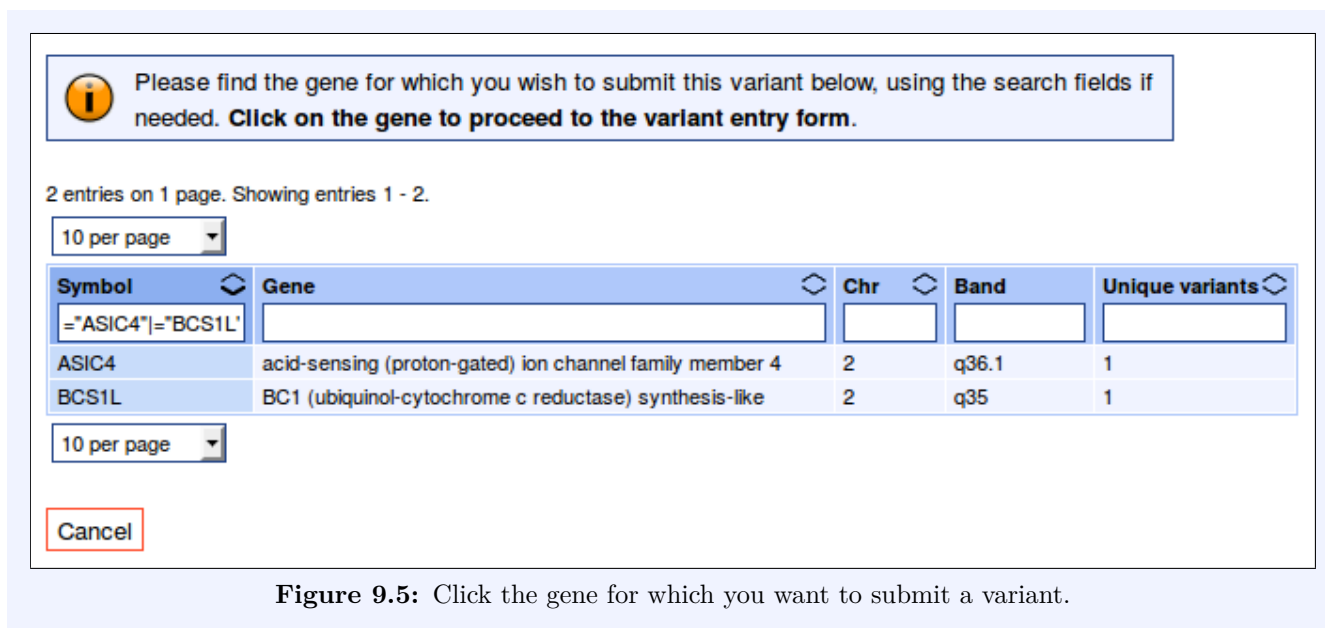 Please find the gene for which you wish to submit this variant below, using the search fields if
needed. Click on the gene to proceed to the variant entry form.
2 entries on 1 page. Showing entries 1 - 2.
10 per page
Symbol Gene Chr Band Unique variants
="ASIC4"|="BCS1L"
ASIC4 acid-sensing (proton-gated) ion channel family member 4 2 q36.1 1
BCS1L BC1 (ubiquinol-cytochrome c reductase) synthesis-like 2 q35 1
10 per page
Cancel
Figure 9.5: Click the gene for which you want to submit a variant.